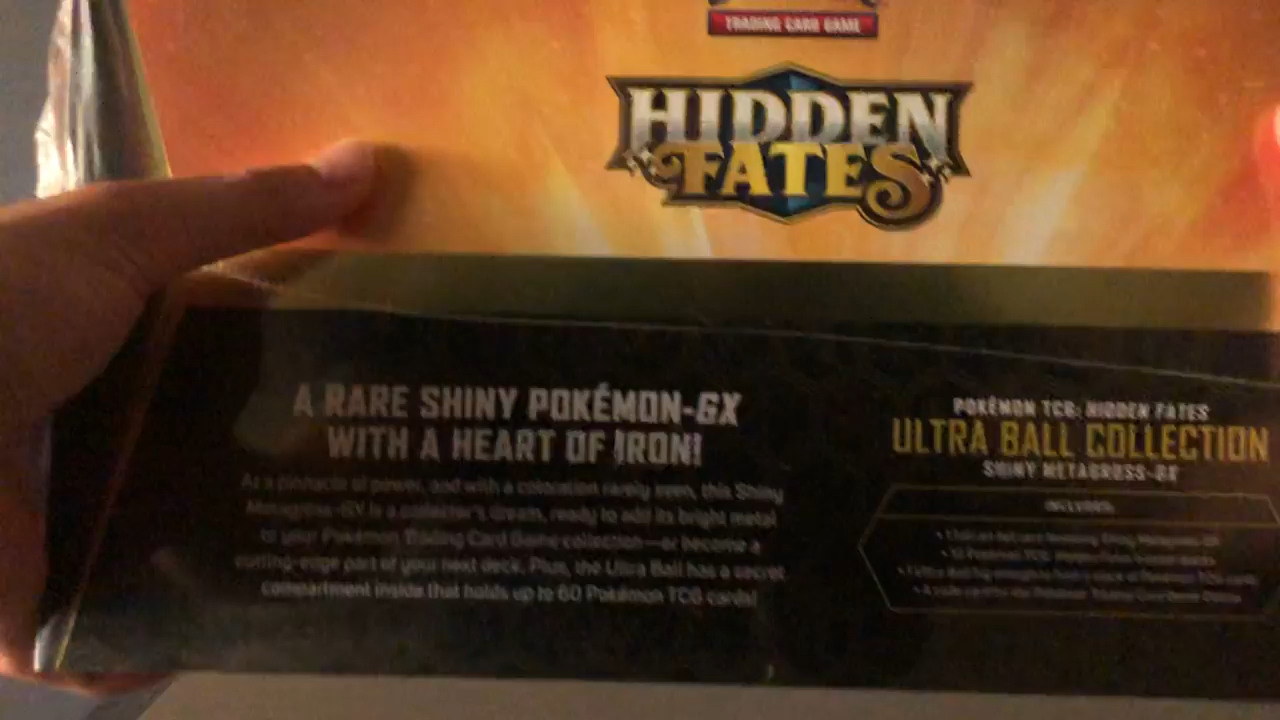 TRADING CARD GAME
HIDDEN
FATES
A RARE SHINY POKÉMON-GX
WITH A HEART OF IRON!
As a pinnacle of power, and with a coloration rarely seen, this Shiny
Metagross-GX is a collector's dream, ready to add its bright metal
to your Pokémon Trading Card Game collection—or become a
cutting-edge part of your next deck. Plus, the Ultra Ball has a secret
compartment inside that holds up to 60 Pokémon TCG cards!
POKÉMON TCG: HIDDEN FATES
ULTRA BALL COLLECTION
SHINY METAGROSS-GX
INCLUDES: